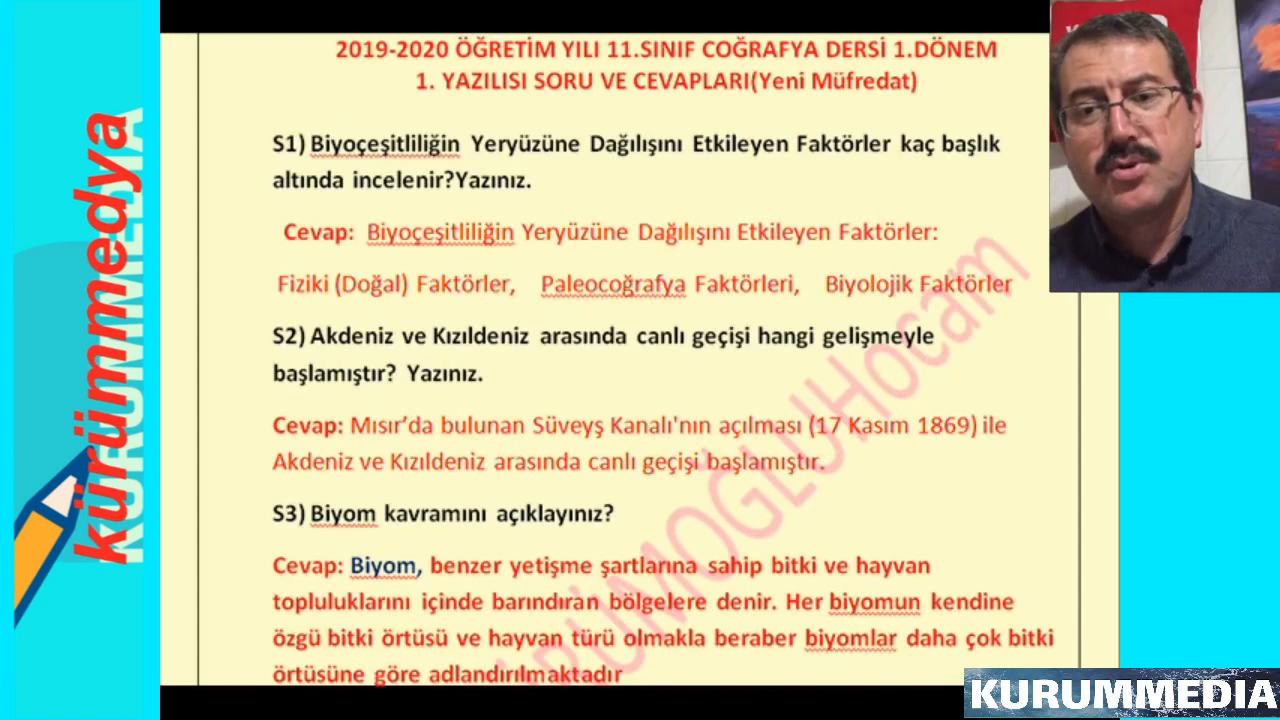 2019-2020 ÖĞRETİM YILI 11.SINIF COĞRAFYA DERSİ 1.DÖNEM
1. YAZILISI SORU VE CEVAPLARI(Yeni Müfredat)
S1) Biyoçeşitliliğin Yeryüzüne Dağılışını Etkileyen Faktörler kaç başlık
altında incelenir?Yazınız.
Cevap: Biyoçeşitliliğin Yeryüzüne Dağılışını Etkileyen Faktörler:
Fiziki (Doğal) Faktörler, Paleocoğrafya Faktörleri, Biyolojik Faktörler
S2) Akdeniz ve Kızıldeniz arasında canlı geçişi hangi gelişmeyle
başlamıştır? Yazınız.
Cevap: Mısır’da bulunan Süveyş Kanalı'nın açılması (17 Kasım 1869) ile
Akdeniz ve Kızıldeniz arasında canlı geçişi başlamıştır.
S3) Biyom kavramını açıklayınız?
Cevap: Biyom, benzer yetişme şartlarına sahip bitki ve hayvan
topluluklarını içinde barındıran bölgelere denir. Her biyomun kendine
özgü bitki örtüsü ve hayvan türü olmakla beraber biyomlar daha çok bitki
örtüsüne göre adlandırılmaktadır
kürümmedya
KURUMMEDIA
KURUMMEDIA